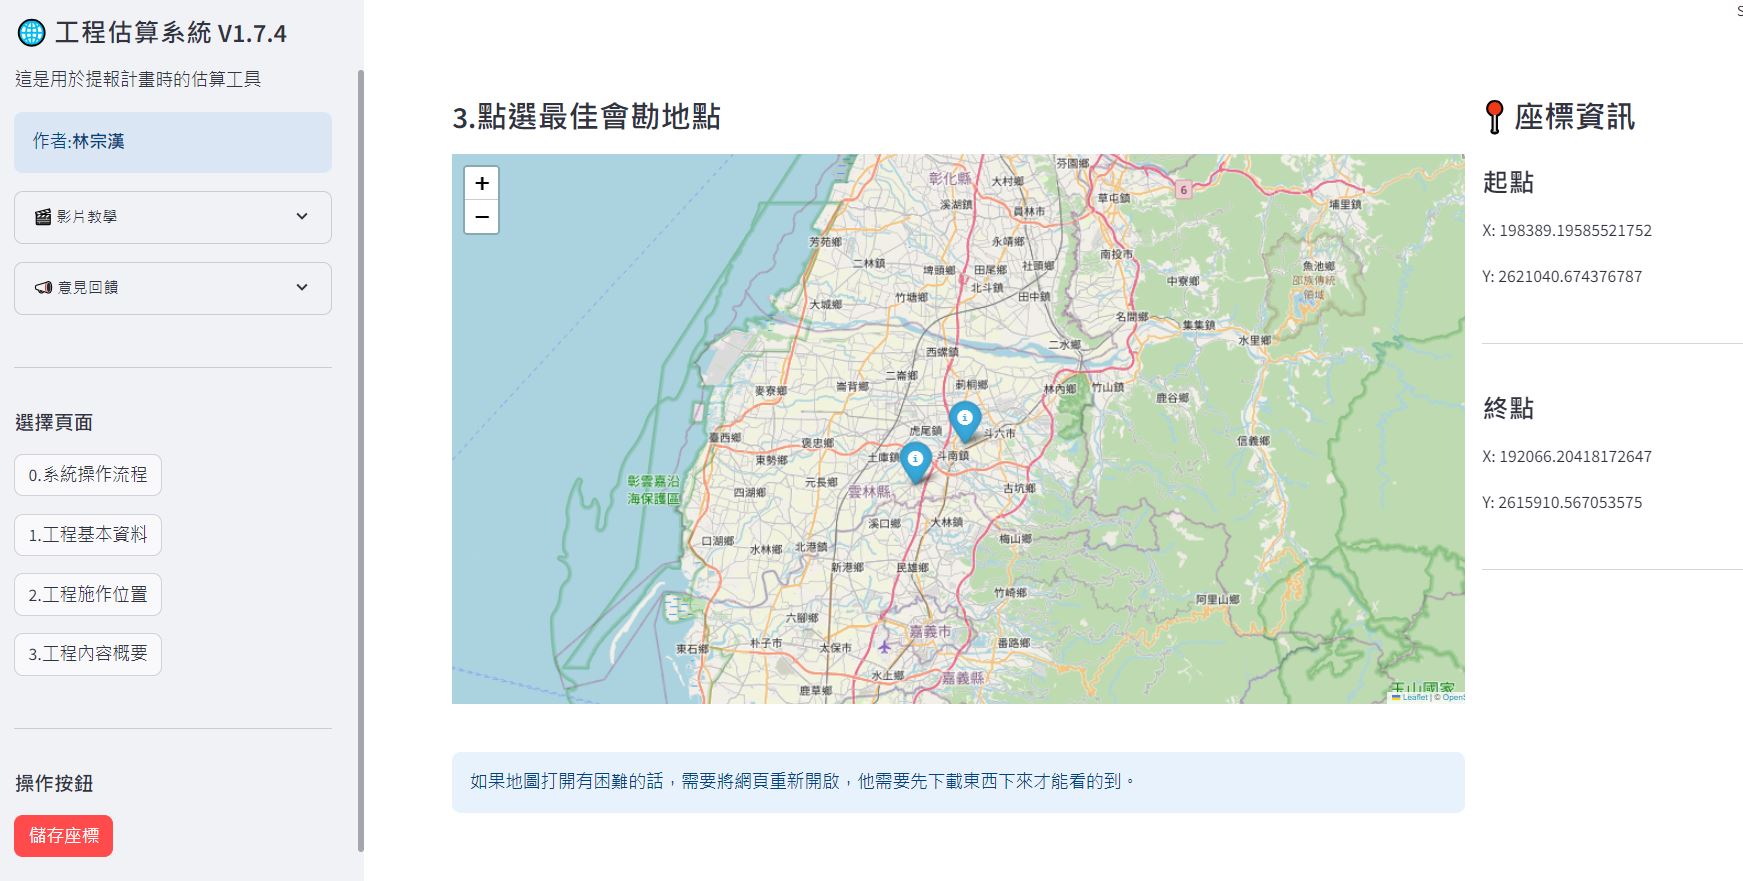 工程估算系統 V1.7.4
這是用於提報計畫時的估算工具
作者:林宗漢
影片教學
意見回饋
選擇頁面
0.系統操作流程
1.工程基本資料
2.工程施作位置
3.工程內容概要
操作按鈕
儲存座標
3.點選最佳會勘地點
+
−
芬園鄉
彰化縣
大村鄉
草屯鎮
6
溪湖鎮
員林市
埔里鎮
芳苑鄉
永靖鄉
南投市
二林鎮
埤頭鄉
田尾鄉
社頭鄉
魚池鄉
中寮鄉
邵族傳統
領域
北斗鎮
竹塘鄉
田中鎮
大城鄉
名間鄉
集集鎮
水里鄉
二水鄉
西螺鎮
二崙鄉
麥寮鄉
崙背鄉
莿桐鄉
林內鄉
竹山鎮
鹿谷鄉
虎尾鎮
斗六市
臺西鄉
褒忠鄉
信義鄉
東勢鄉
土庫鎮
斗南鎮
彰雲嘉沿
海保護區
四湖鄉
元長鄉
雲林縣
古坑鄉
溪口鄉
大林鎮
口湖鄉
水林鄉
北港鎮
梅山鄉
新港鄉
民雄鄉
竹崎鄉
阿里山鄉
六腳鄉
嘉義市
朴子市
太保市
番路鄉
東石鄉
水上鄉
嘉義縣
鹿草鄉
玉山國家
Leaflet | © OpenS
如果地圖打開有困難的話，需要將網頁重新開啟，他需要先下載東西下來才能看的到。
座標資訊
起點
X: 198389.19585521752
Y: 2621040.674376787
終點
X: 192066.20418172647
Y: 2615910.567053575